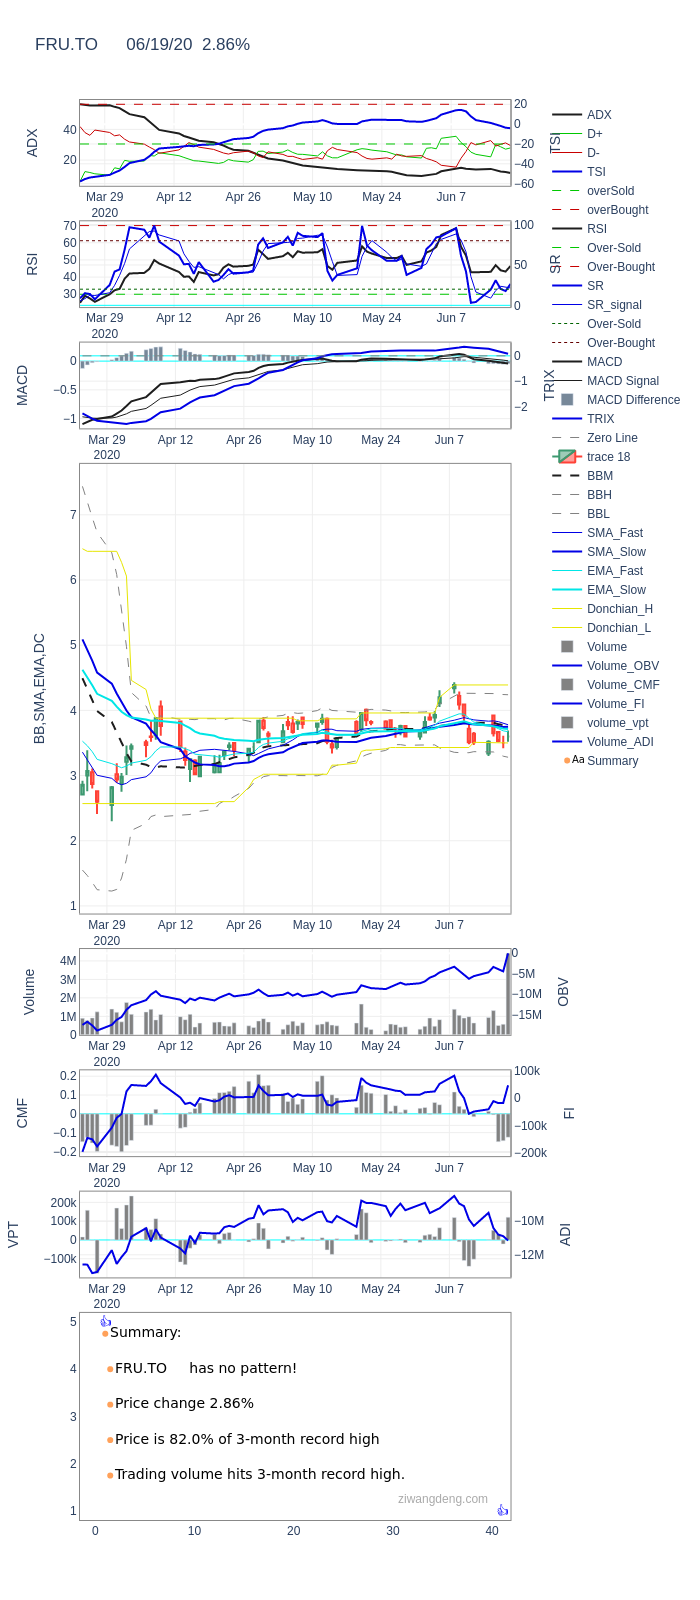 FRU.TO 06/19/20 2.86%
ADX
40
20
20
0
−20
−40
−60
TSI
Mar 29
2020
Apr 12
Apr 26
May 10
May 24
Jun 7
RSI
70
60
50
40
30
100
50
0
SR
Mar 29
2020
Apr 12
Apr 26
May 10
May 24
Jun 7
MACD
0
−0.5
−1
0
−1
−2
TRIX
Mar 29
2020
Apr 12
Apr 26
May 10
May 24
Jun 7
BB,SMA,EMA,DC
7
6
5
4
3
2
1
Mar 29
2020
Apr 12
Apr 26
May 10
May 24
Jun 7
Volume
4M
3M
2M
1M
0
0
−5M
−10M
−15M
OBV
Mar 29
2020
Apr 12
Apr 26
May 10
May 24
Jun 7
CMF
0.2
0.1
0
−0.1
−0.2
100k
0
−100k
−200k
FI
Mar 29
2020
Apr 12
Apr 26
May 10
May 24
Jun 7
VPT
200k
100k
0
−100k
−10M
−12M
ADI
Mar 29
2020
Apr 12
Apr 26
May 10
May 24
Jun 7
5
4
3
2
1
Summary:
FRU.TO has no pattern!
Price change 2.86%
Price is 82.0% of 3-month record high
Trading volume hits 3-month record high.
ziwangdeng.com
0
10
20
30
40
ADX
D+
D-
TSI
overSold
overBought
RSI
Over-Sold
Over-Bought
SR
SR_signal
Over-Sold
Over-Bought
MACD
MACD Signal
MACD Difference
TRIX
Zero Line
trace 18
BBM
BBH
BBL
SMA_Fast
SMA_Slow
EMA_Fast
EMA_Slow
Donchian_H
Donchian_L
Volume
Volume_OBV
Volume_CMF
Volume_FI
volume_vpt
Volume_ADI
Aa Summary